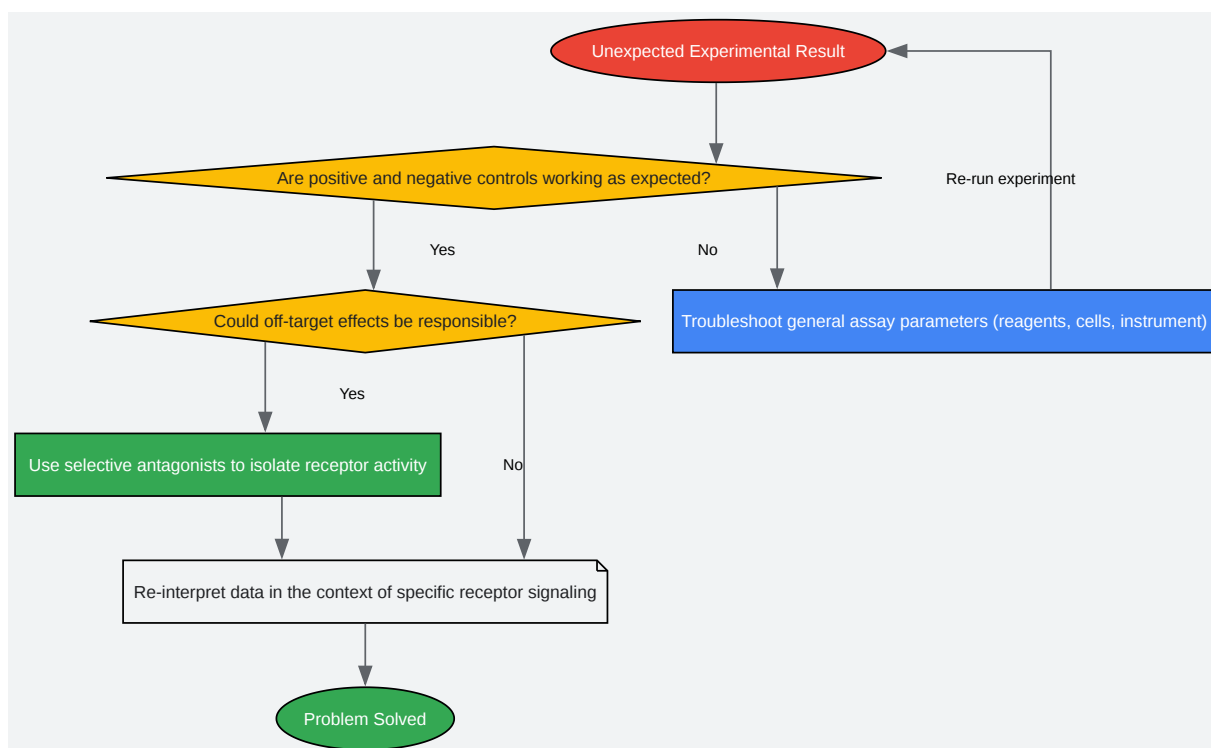 Unexpected Experimental Result
Are positive and negative controls working as expected?
Re-run experiment
Yes
No
Could off-target effects be responsible?
Troubleshoot general assay parameters (reagents, cells, instrument)
Yes
Use selective antagonists to isolate receptor activity
No
Re-interpret data in the context of specific receptor signaling
Problem Solved